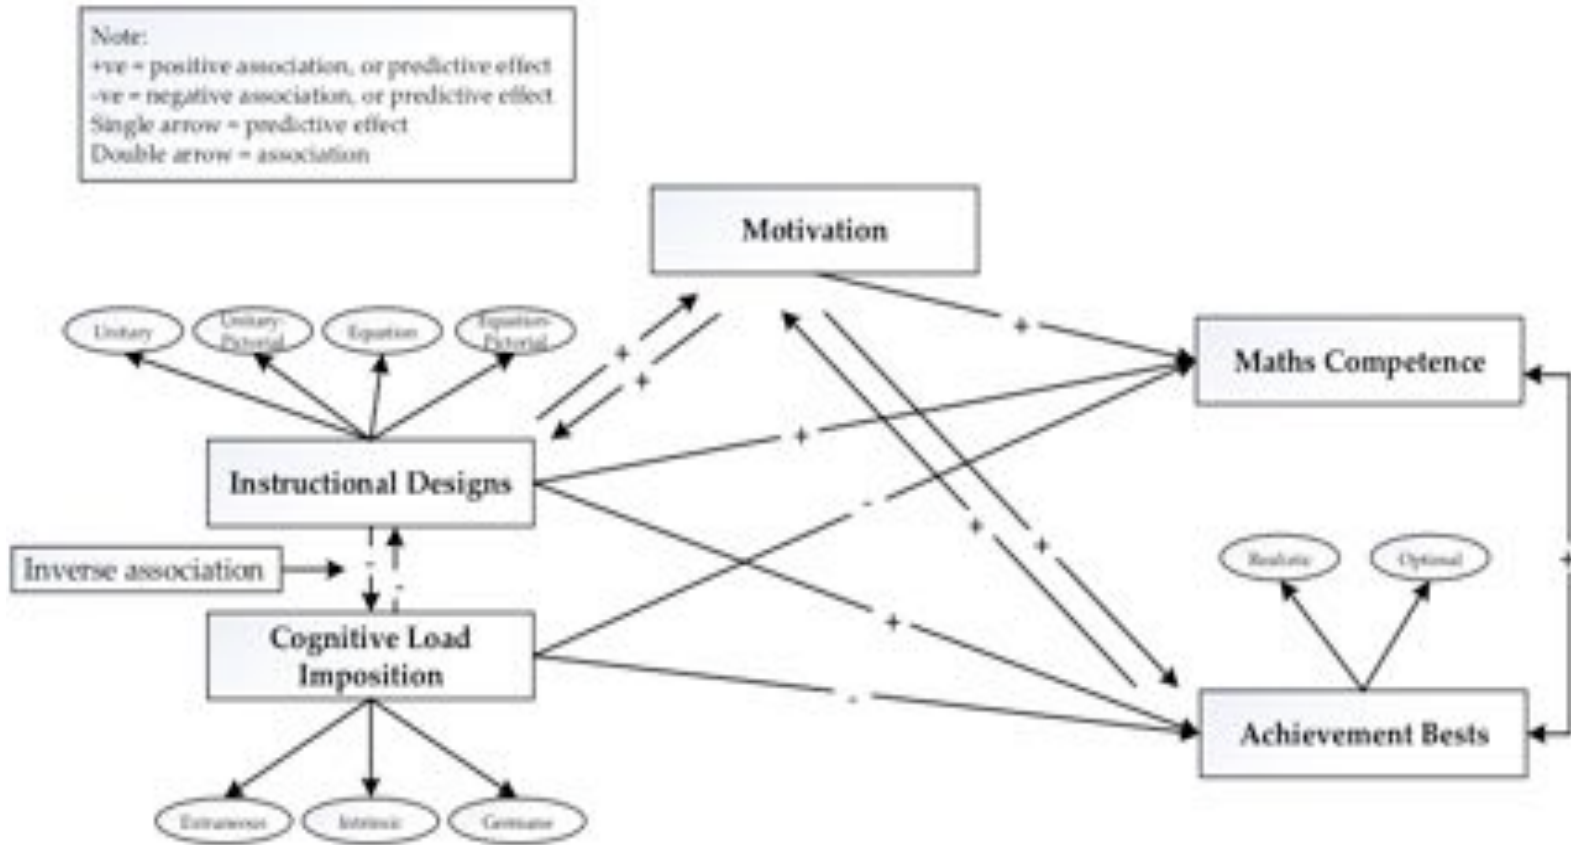 Note:
+ve = positive association, or predictive effect
-ve = negative association, or predictive effect
Single arrow = predictive effect
Double arrow = association
Motivation
Unitary
Unitary-
Pictorial
Equation
Equation-
Pictorial
+
+
+
Maths Competence
+
Instructional Designs
-
+
+
Realistic
Optional
+
Inverse association
-
-
+
Cognitive Load
Imposition
-
Achievement Bests
Extraneous
Intrinsic
Germane